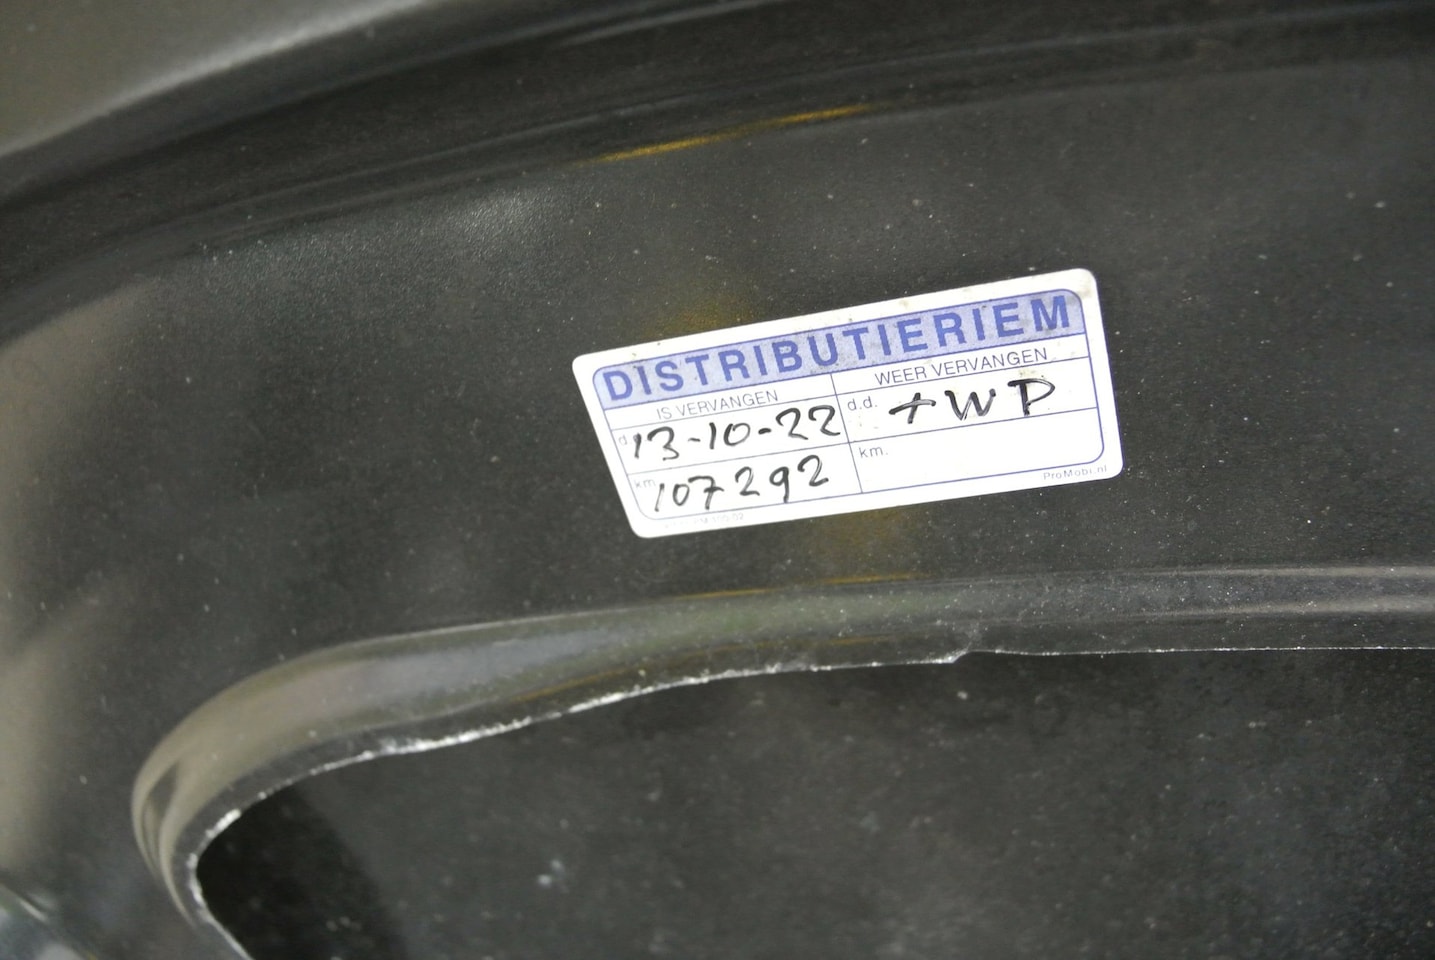 DISTRIBUTIERIEM
IS VERVANGEN
WEER VERVANGEN
d 13-10-22
d.d. +WP
km. 107292
km.
ProMobi.nl